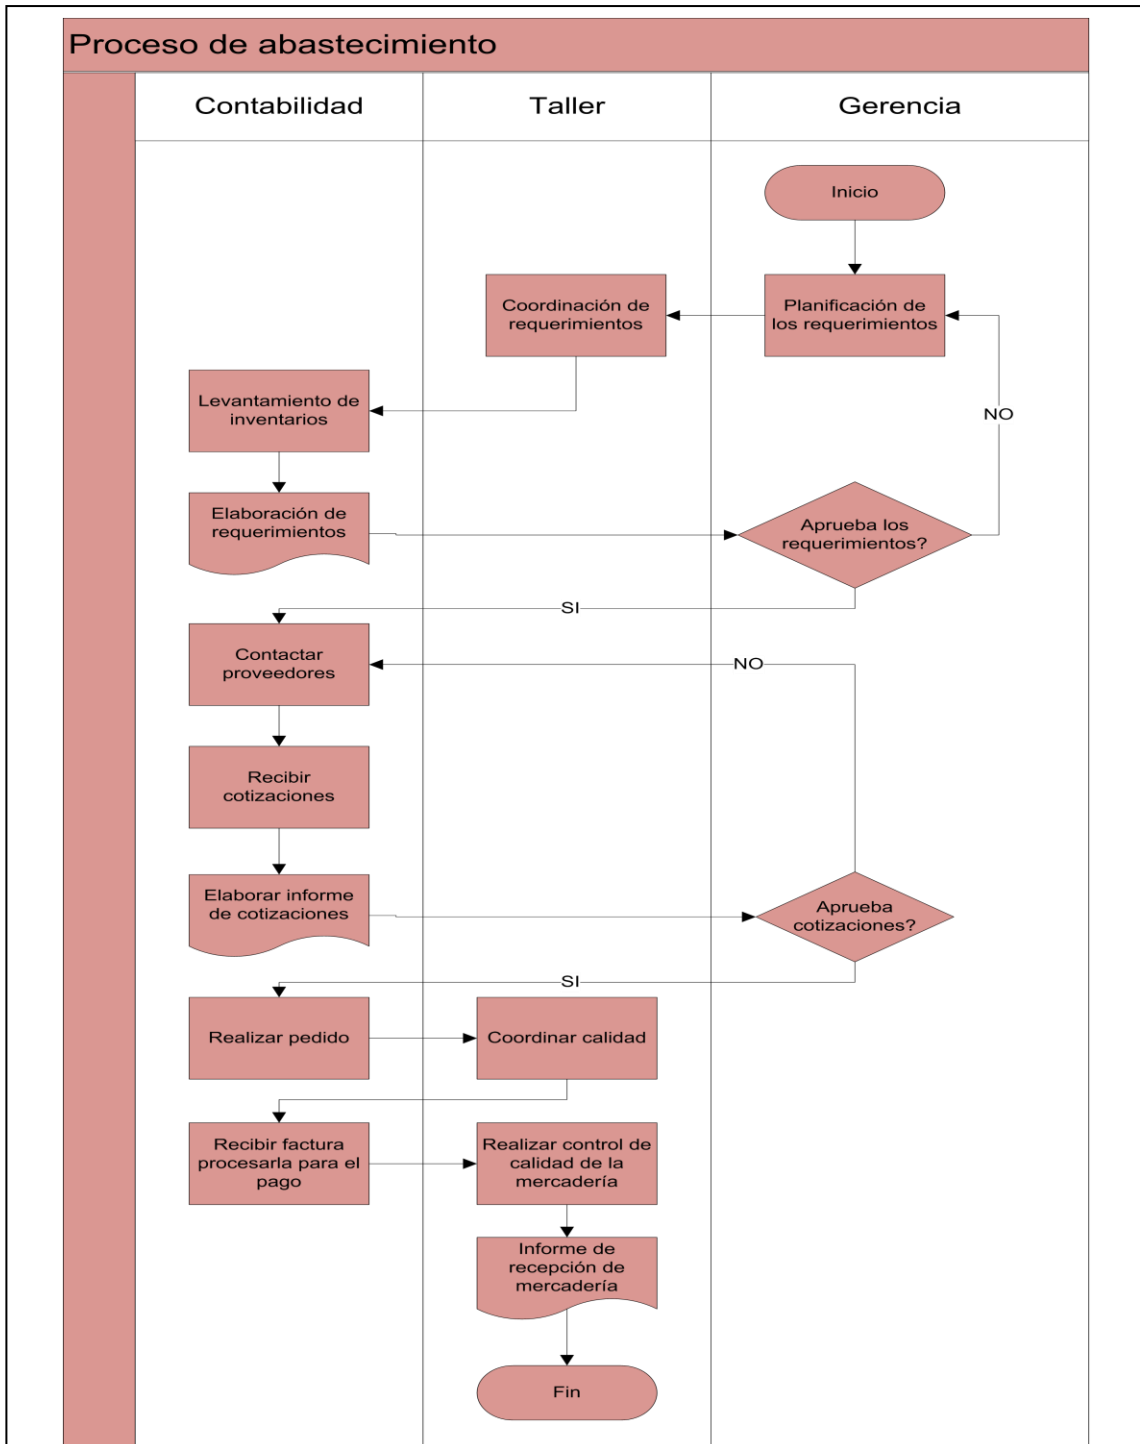 Proceso de abastecimiento
Contabilidad
Taller
Gerencia
Inicio
Planificación de
los requerimientos
Coordinación de
requerimientos
Levantamiento de
inventarios
NO
Elaboración de
requerimientos
Aprueba los
requerimientos?
SI
Contactar
proveedores
NO
Recibir
cotizaciones
Elaborar informe
de cotizaciones
Aprueba
cotizaciones?
SI
Realizar pedido
Coordinar calidad
Recibir factura
procesarla para el
pago
Realizar control de
calidad de la
mercadería
Informe de
recepción de
mercadería
Fin